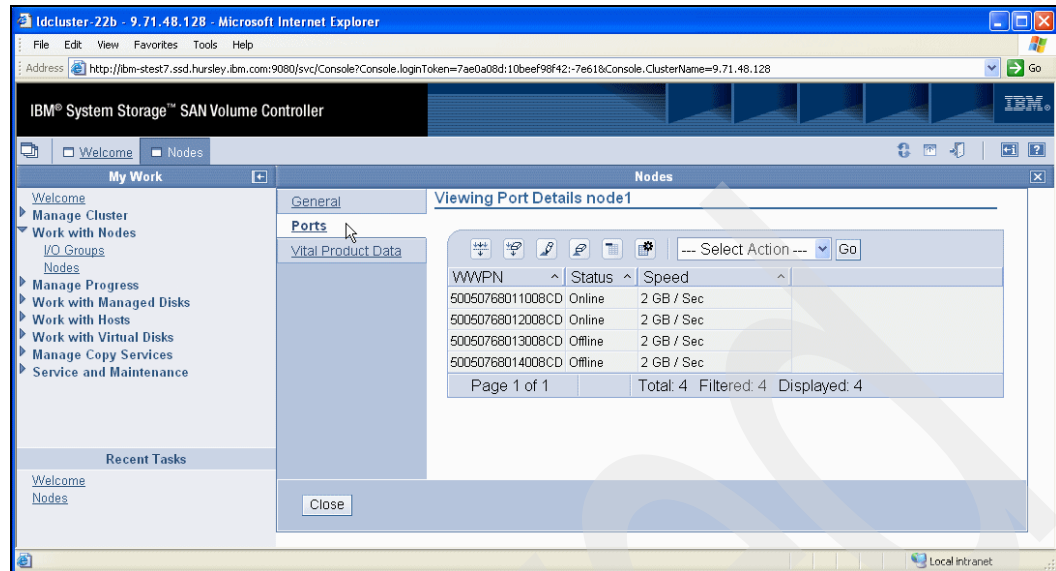 ldcluster-22b - 9.71.48.128 - Microsoft Internet Explorer
File Edit View Favorites Tools Help
Address http://ibm-stest7.ssd.hursley.ibm.com:9080/svc/Console?Console.loginToken=7ae0a08d:10beef98f42:-7e61&Console.ClusterName=9.71.48.128 Go
IBM® System Storage™ SAN Volume Controller
IBM®
Welcome Nodes
My Work
Nodes
Welcome
Manage Cluster
Work with Nodes
I/O Groups
Nodes
Manage Progress
Work with Managed Disks
Work with Hosts
Work with Virtual Disks
Manage Copy Services
Service and Maintenance
Recent Tasks
Welcome
Nodes
General
Ports
Vital Product Data
Viewing Port Details node1
--- Select Action --- Go
WWPN Status Speed
50050768011008CD Online 2 GB / Sec
50050768012008CD Online 2 GB / Sec
50050768013008CD Offline 2 GB / Sec
50050768014008CD Offline 2 GB / Sec
Page 1 of 1 Total: 4 Filtered: 4 Displayed: 4
Close
Local intranet